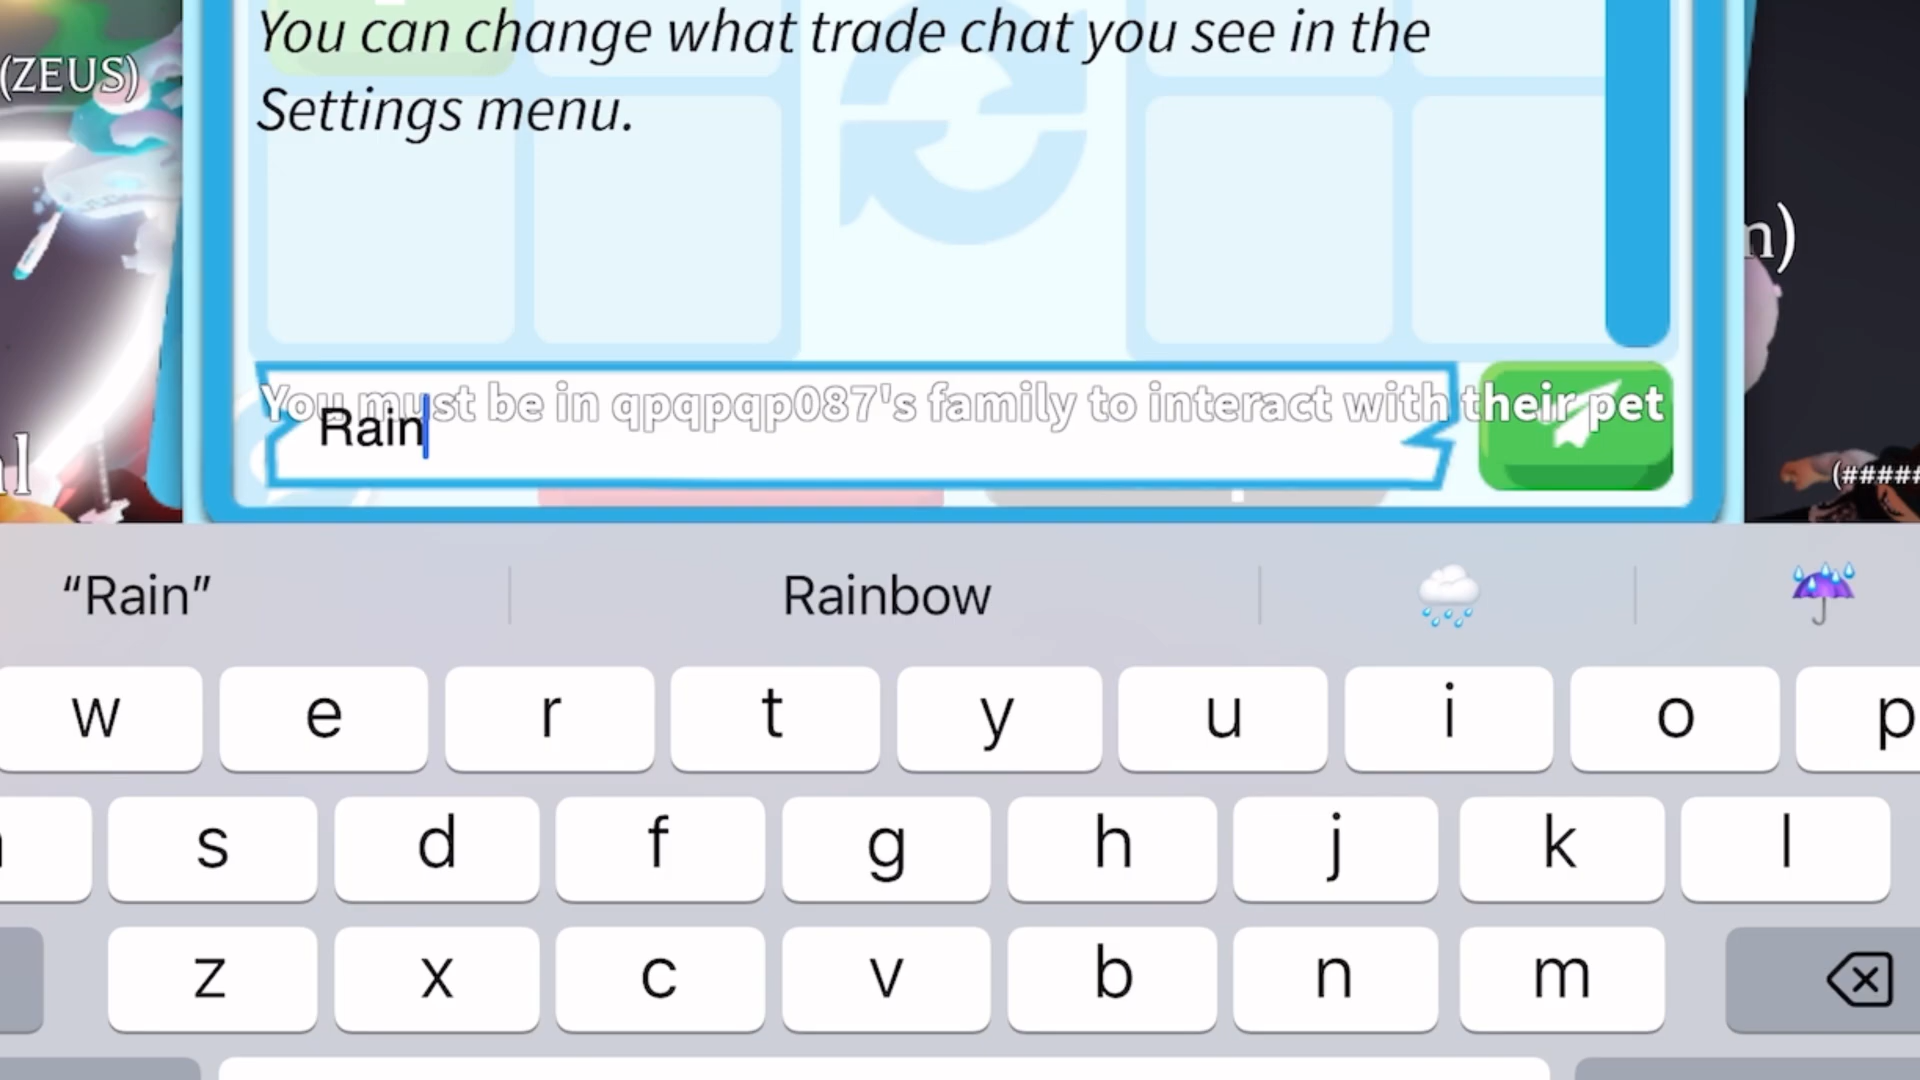 You can change what trade chat you see in the
Settings menu.
(ZEUS)
n)
l
You must be in qpqpqp087's family to interact with their pet
Rain
(#####
“Rain” Rainbow
w e r t y u i o p
s d f g h j k l
z x c v b n m